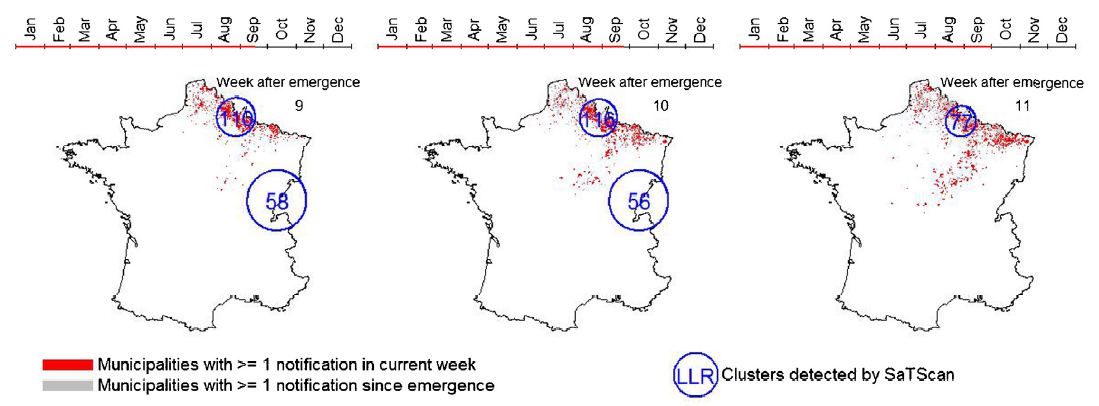 Jan Feb Mar Apr May Jun Jul Aug Sep Oct Nov Dec
Week after emergence
9
110
58
Jan Feb Mar Apr May Jun Jul Aug Sep Oct Nov Dec
Week after emergence
10
116
56
Jan Feb Mar Apr May Jun Jul Aug Sep Oct Nov Dec
Week after emergence
11
77
Municipalities with >= 1 notification in current week
Municipalities with >= 1 notification since emergence
LLR Clusters detected by SaTScan